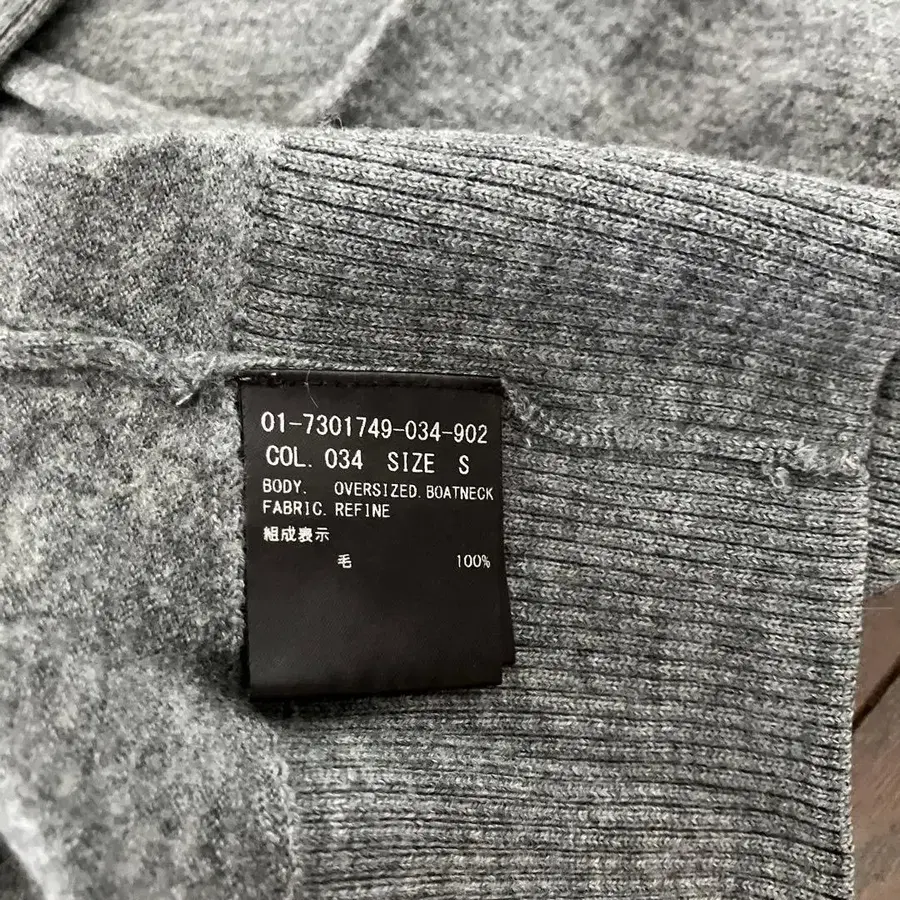 01-7301749-034-902
COL. 034 SIZE S
BODY. OVERSIZED.BOATNECK
FABRIC. REFINE
組成表示
毛 100%